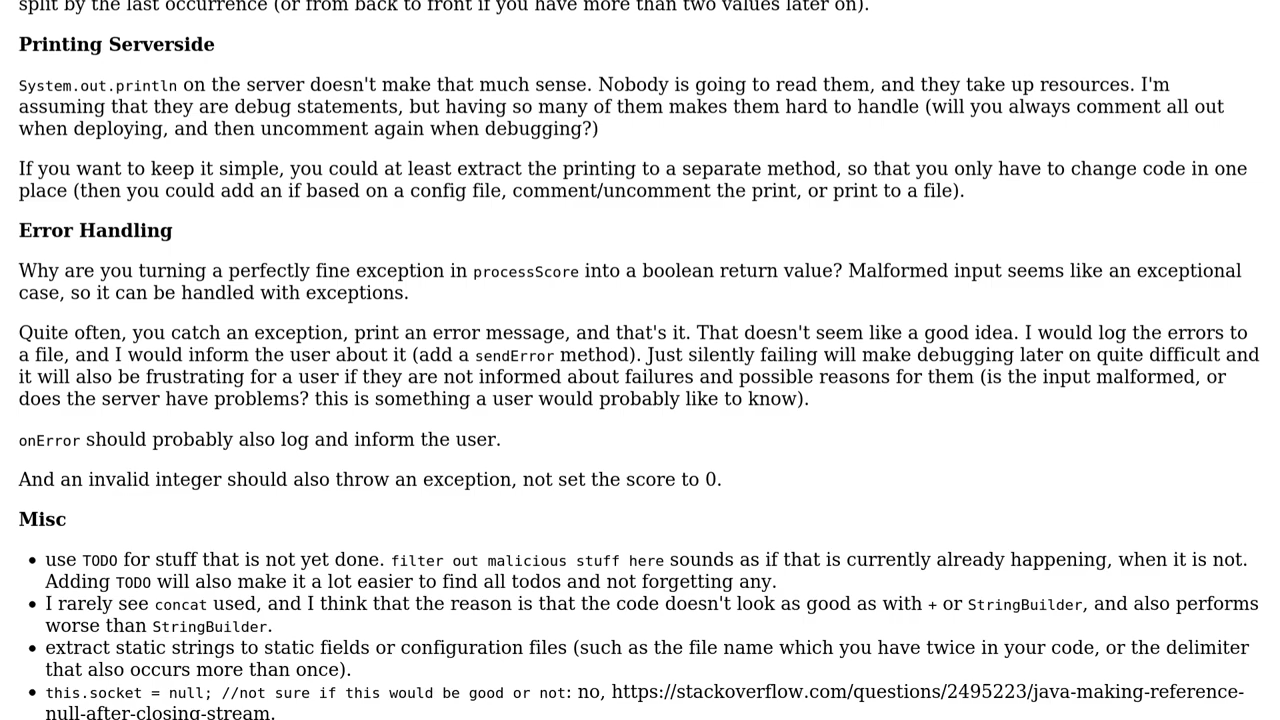 split by the last occurrence (or from back to front if you have more than two values later on).
Printing Serverside
System.out.println on the server doesn't make that much sense. Nobody is going to read them, and they take up resources. I'm
assuming that they are debug statements, but having so many of them makes them hard to handle (will you always comment all out
when deploying, and then uncomment again when debugging?)
If you want to keep it simple, you could at least extract the printing to a separate method, so that you only have to change code in one
place (then you could add an if based on a config file, comment/uncomment the print, or print to a file).
Error Handling
Why are you turning a perfectly fine exception in processScore into a boolean return value? Malformed input seems like an exceptional
case, so it can be handled with exceptions.
Quite often, you catch an exception, print an error message, and that's it. That doesn't seem like a good idea. I would log the errors to
a file, and I would inform the user about it (add a sendError method). Just silently failing will make debugging later on quite difficult and
it will also be frustrating for a user if they are not informed about failures and possible reasons for them (is the input malformed, or
does the server have problems? this is something a user would probably like to know).
onError should probably also log and inform the user.
And an invalid integer should also throw an exception, not set the score to 0.
Misc
• use TODO for stuff that is not yet done. filter out malicious stuff here sounds as if that is currently already happening, when it is not.
Adding TODO will also make it a lot easier to find all todos and not forgetting any.
• I rarely see concat used, and I think that the reason is that the code doesn't look as good as with + or StringBuilder, and also performs
worse than StringBuilder.
• extract static strings to static fields or configuration files (such as the file name which you have twice in your code, or the delimiter
that also occurs more than once).
• this.socket = null; //not sure if this would be good or not: no, https://stackoverflow.com/questions/2495223/java-making-reference-
null-after-closing-stream.